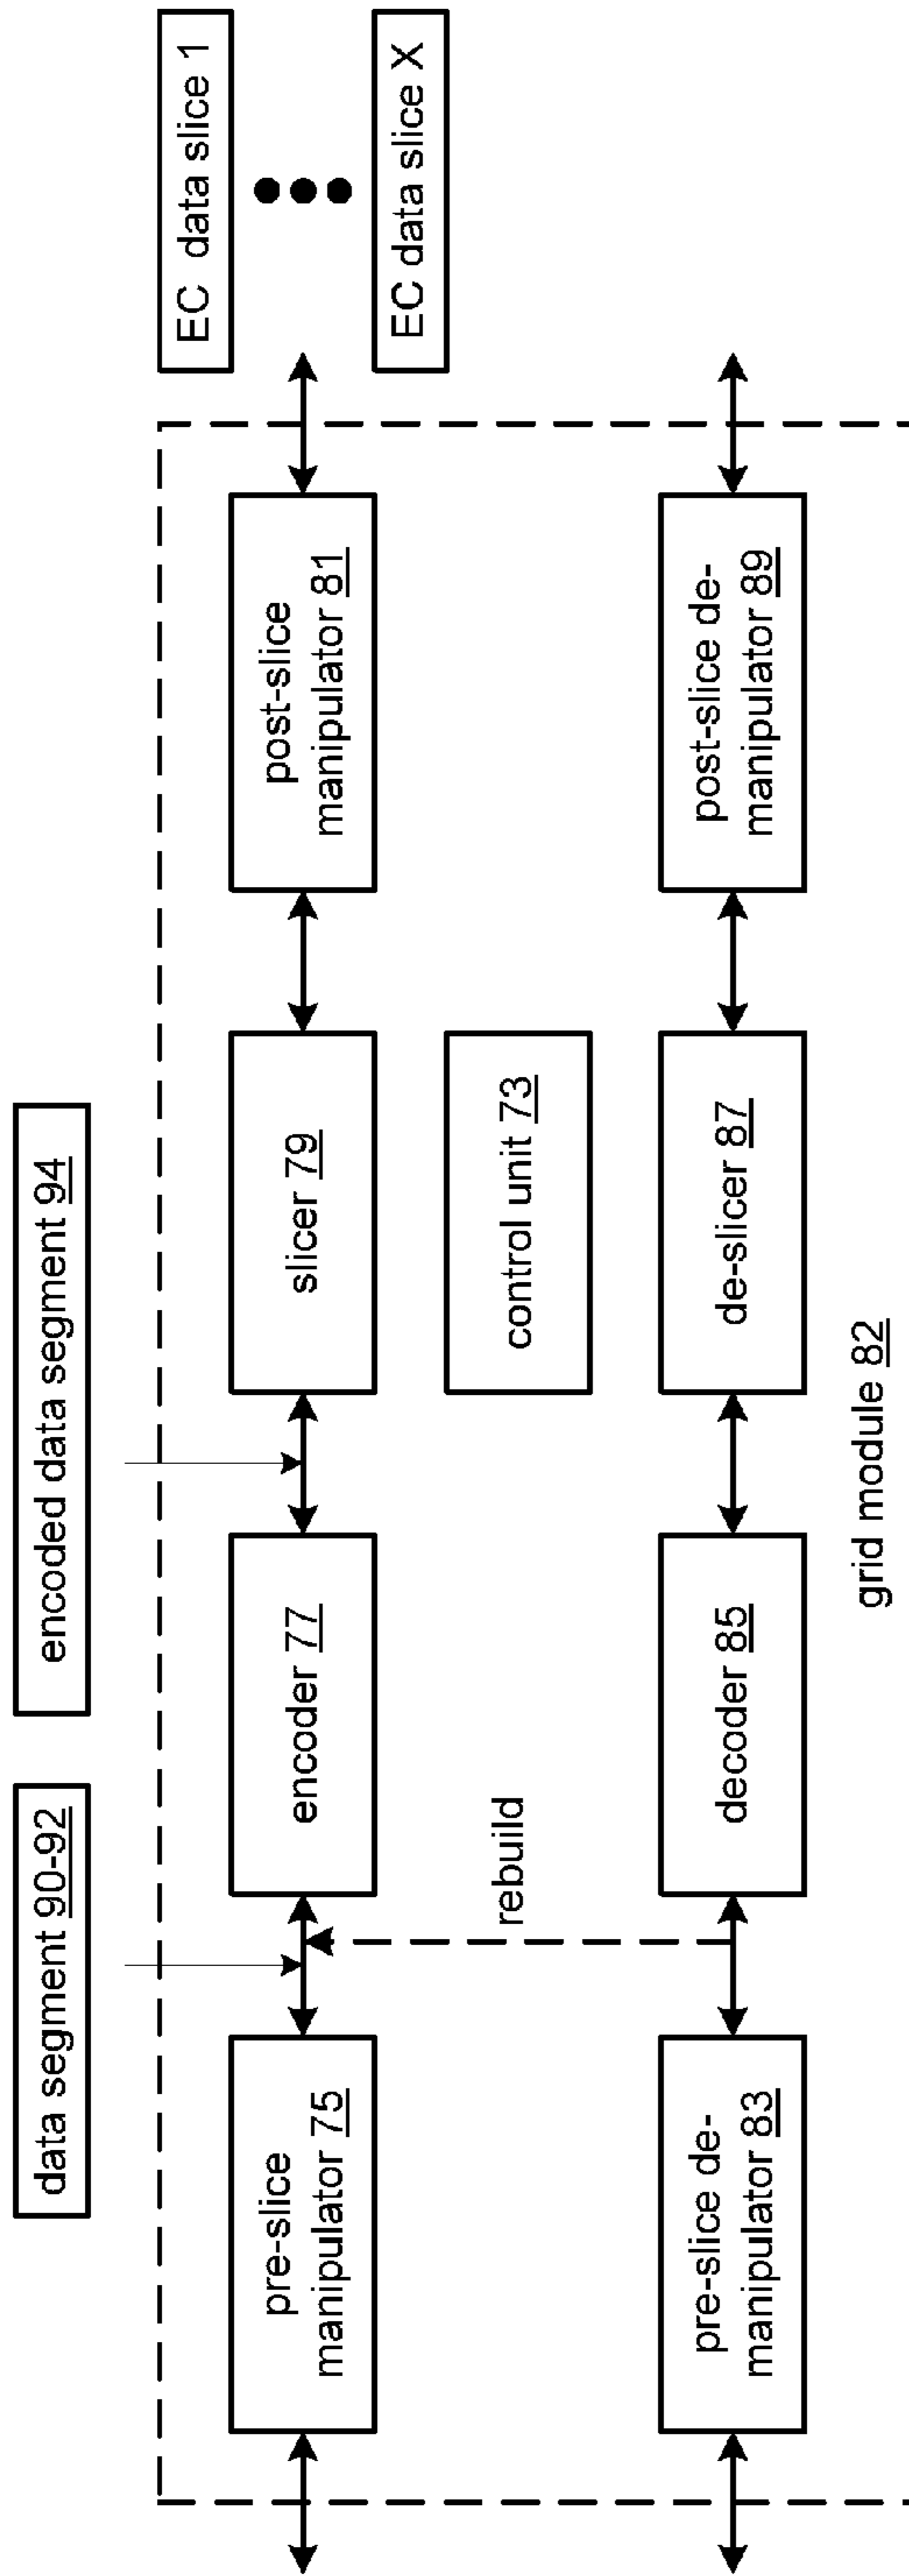 data segment 90-92
encoded data segment 94
EC data slice 1
EC data slice X
pre-slice
manipulator 75
encoder 77
slicer 79
post-slice
manipulator 81
rebuild
control unit 73
pre-slice de-
manipulator 83
decoder 85
de-slicer 87
post-slice de-
manipulator 89
grid module 82